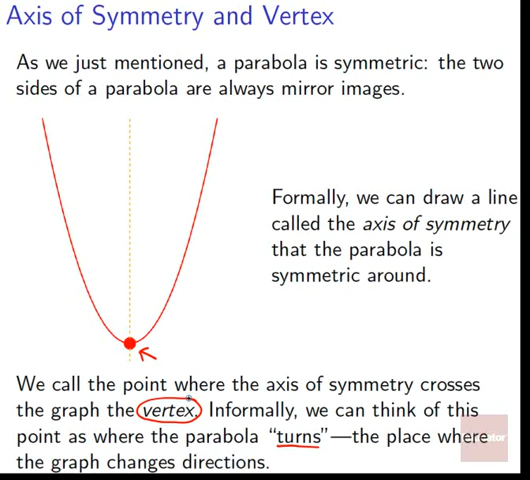 Axis of Symmetry and Vertex
As we just mentioned, a parabola is symmetric: the two
sides of a parabola are always mirror images.
Formally, we can draw a line
called the axis of symmetry
that the parabola is
symmetric around.
We call the point where the axis of symmetry crosses
the graph the vertex. Informally, we can think of this
point as where the parabola “turns”—the place where
the graph changes directions.